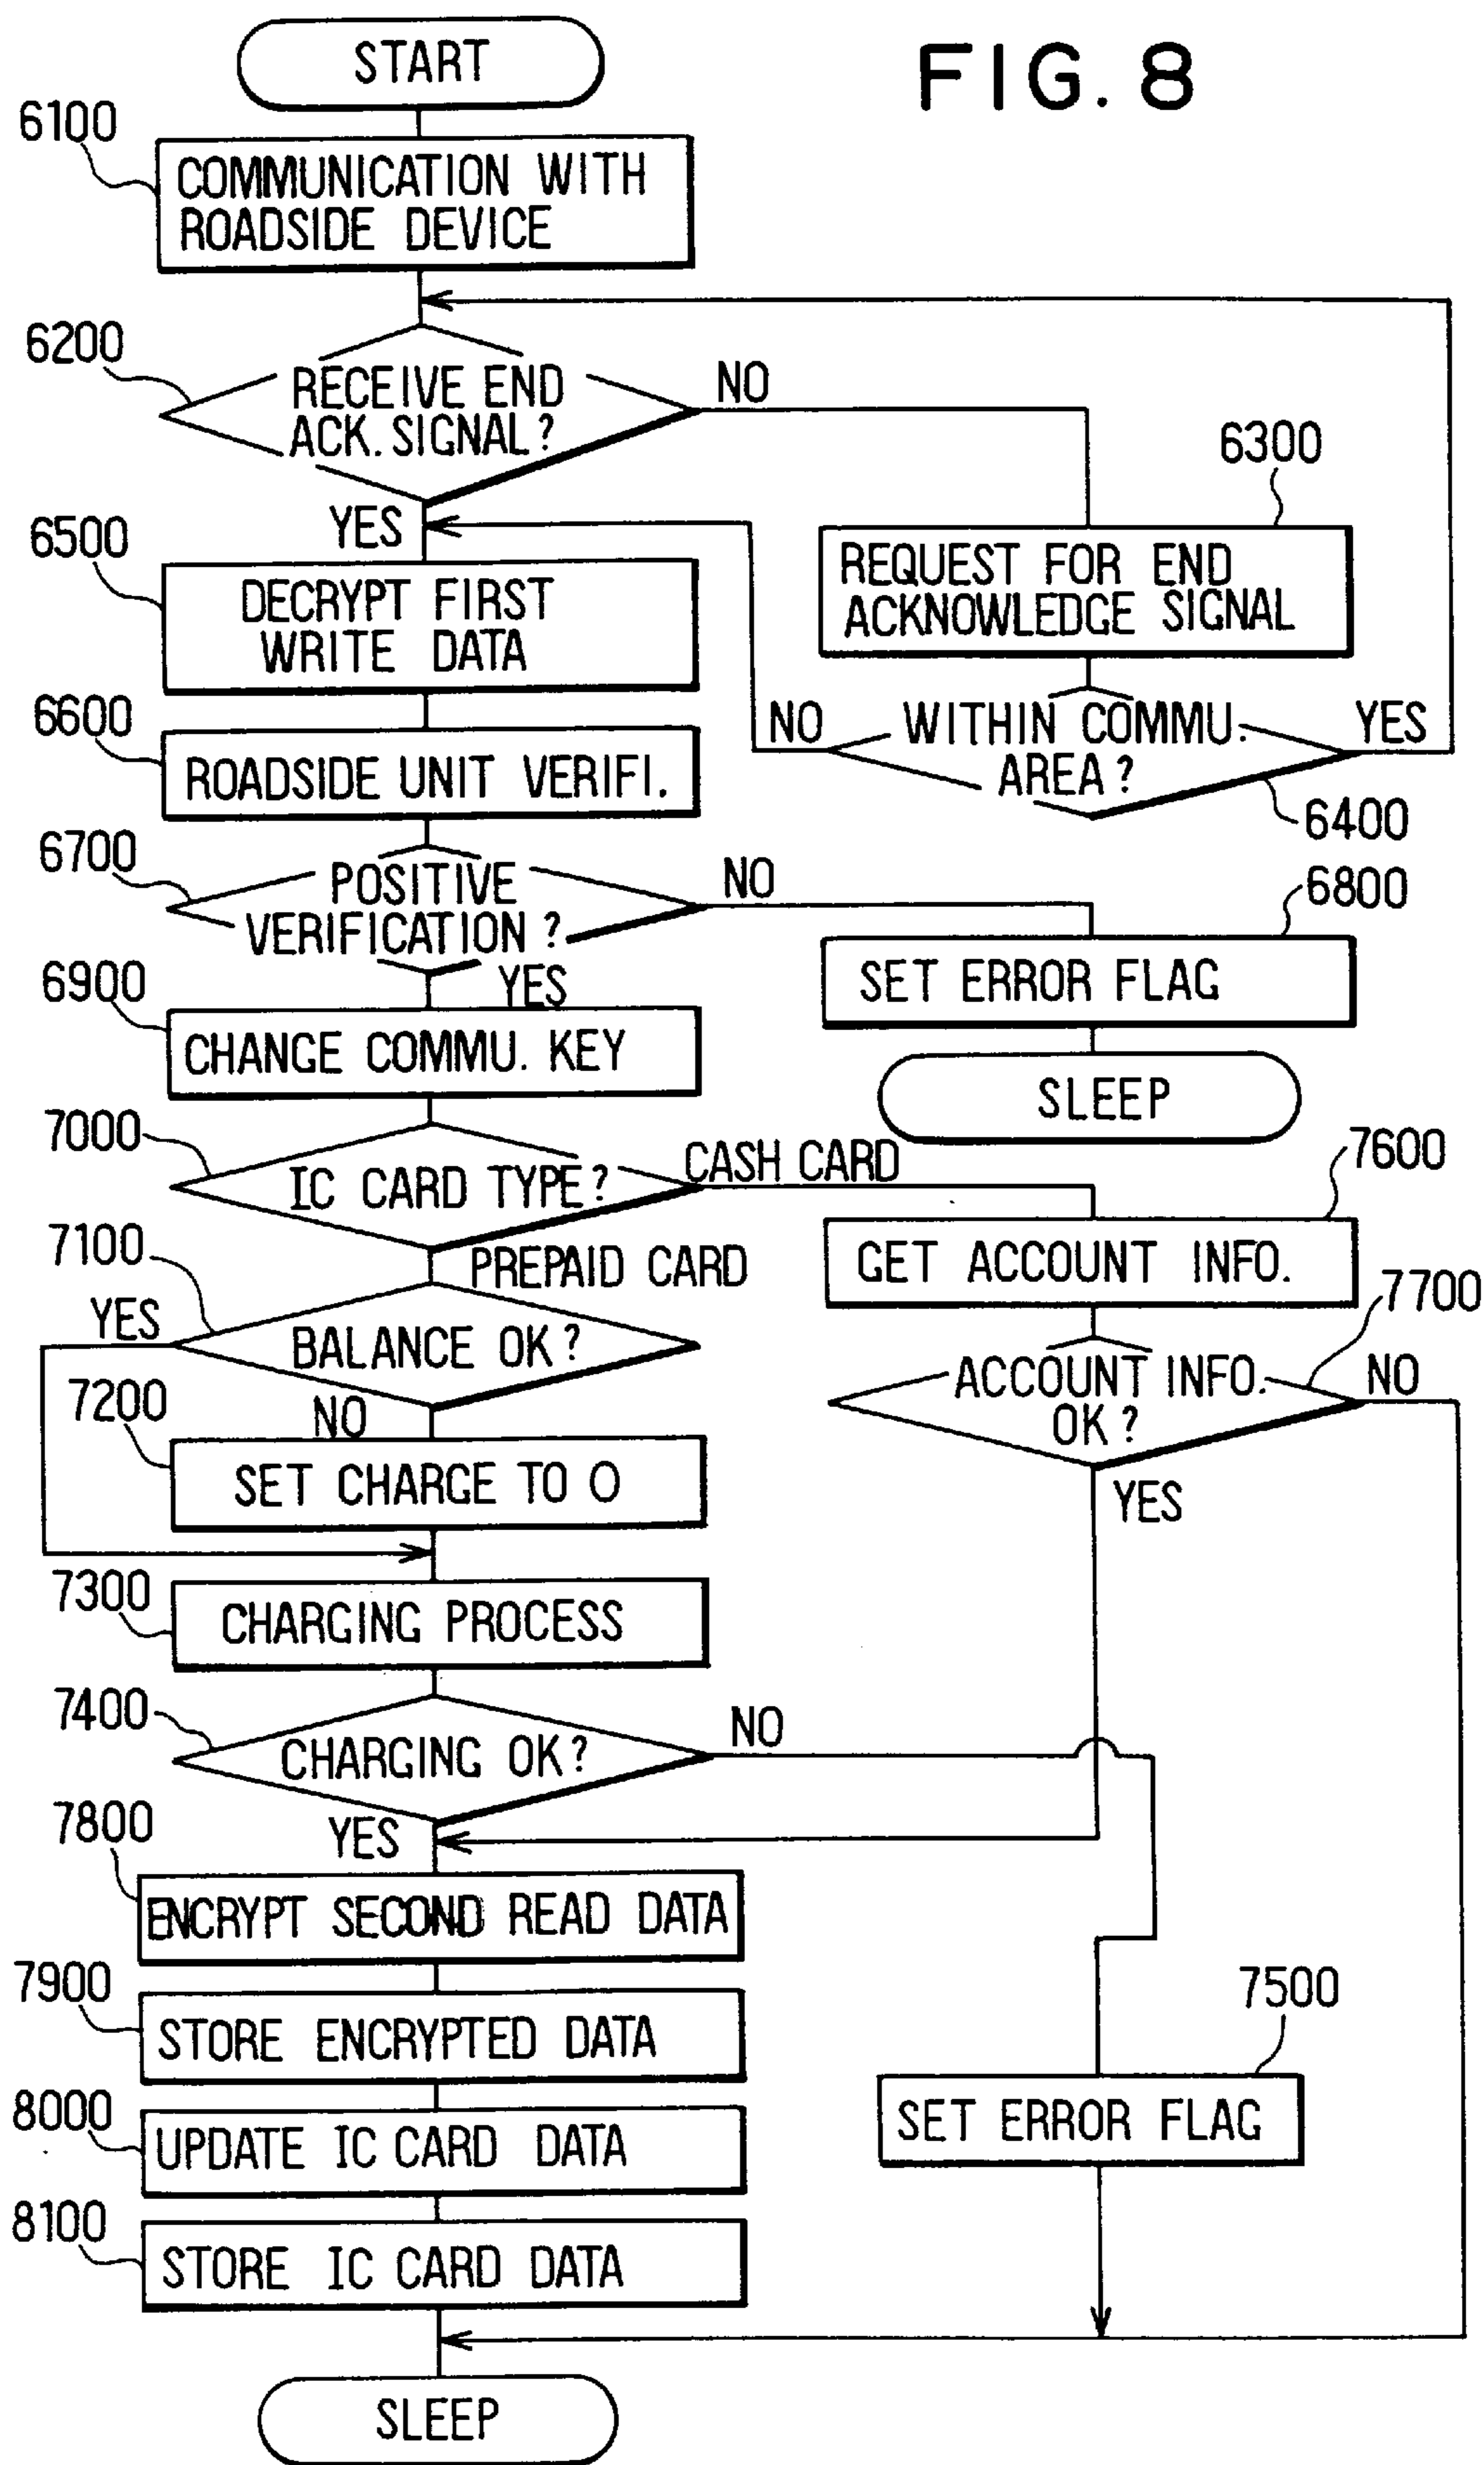 START
FIG. 8
6100
COMMUNICATION WITH
ROADSIDE DEVICE
6200
RECEIVE END
ACK. SIGNAL?
NO
YES
6300
REQUEST FOR END
ACKNOWLEDGE SIGNAL
6500
DECRYPT FIRST
WRITE DATA
NO
WITHIN COMMU.
AREA?
YES
6400
6600
ROADSIDE UNIT VERIFI.
6700
POSITIVE
VERIFICATION?
NO
YES
6800
SET ERROR FLAG
SLEEP
6900
CHANGE COMMU. KEY
7000
IC CARD TYPE?
CASH CARD
PREPAID CARD
7600
GET ACCOUNT INFO.
7100
YES
BALANCE OK?
NO
7700
ACCOUNT INFO.
OK?
NO
YES
7200
SET CHARGE TO 0
7300
CHARGING PROCESS
7400
CHARGING OK?
NO
YES
7800
ENCRYPT SECOND READ DATA
7900
STORE ENCRYPTED DATA
7500
SET ERROR FLAG
8000
UPDATE IC CARD DATA
8100
STORE IC CARD DATA
SLEEP